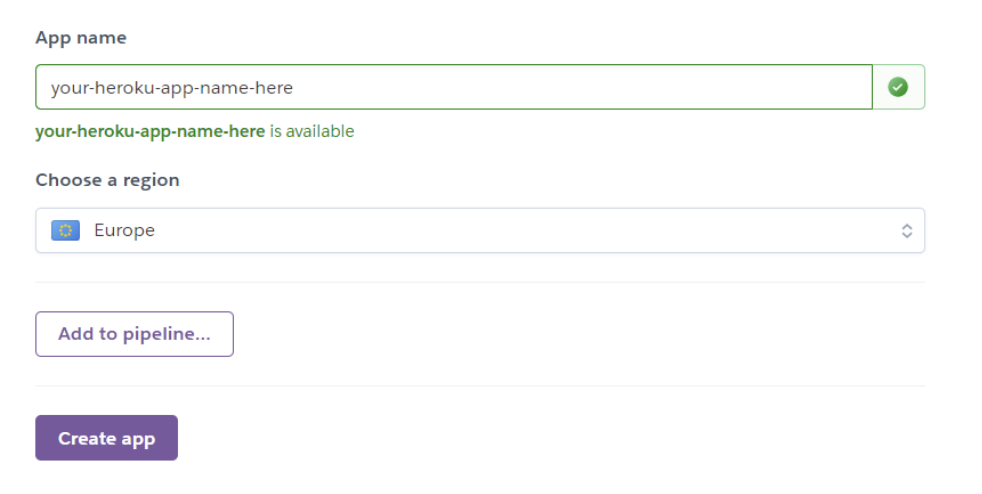 App name
your-heroku-app-name-here
your-heroku-app-name-here is available
Choose a region
Europe
Add to pipeline...
Create app